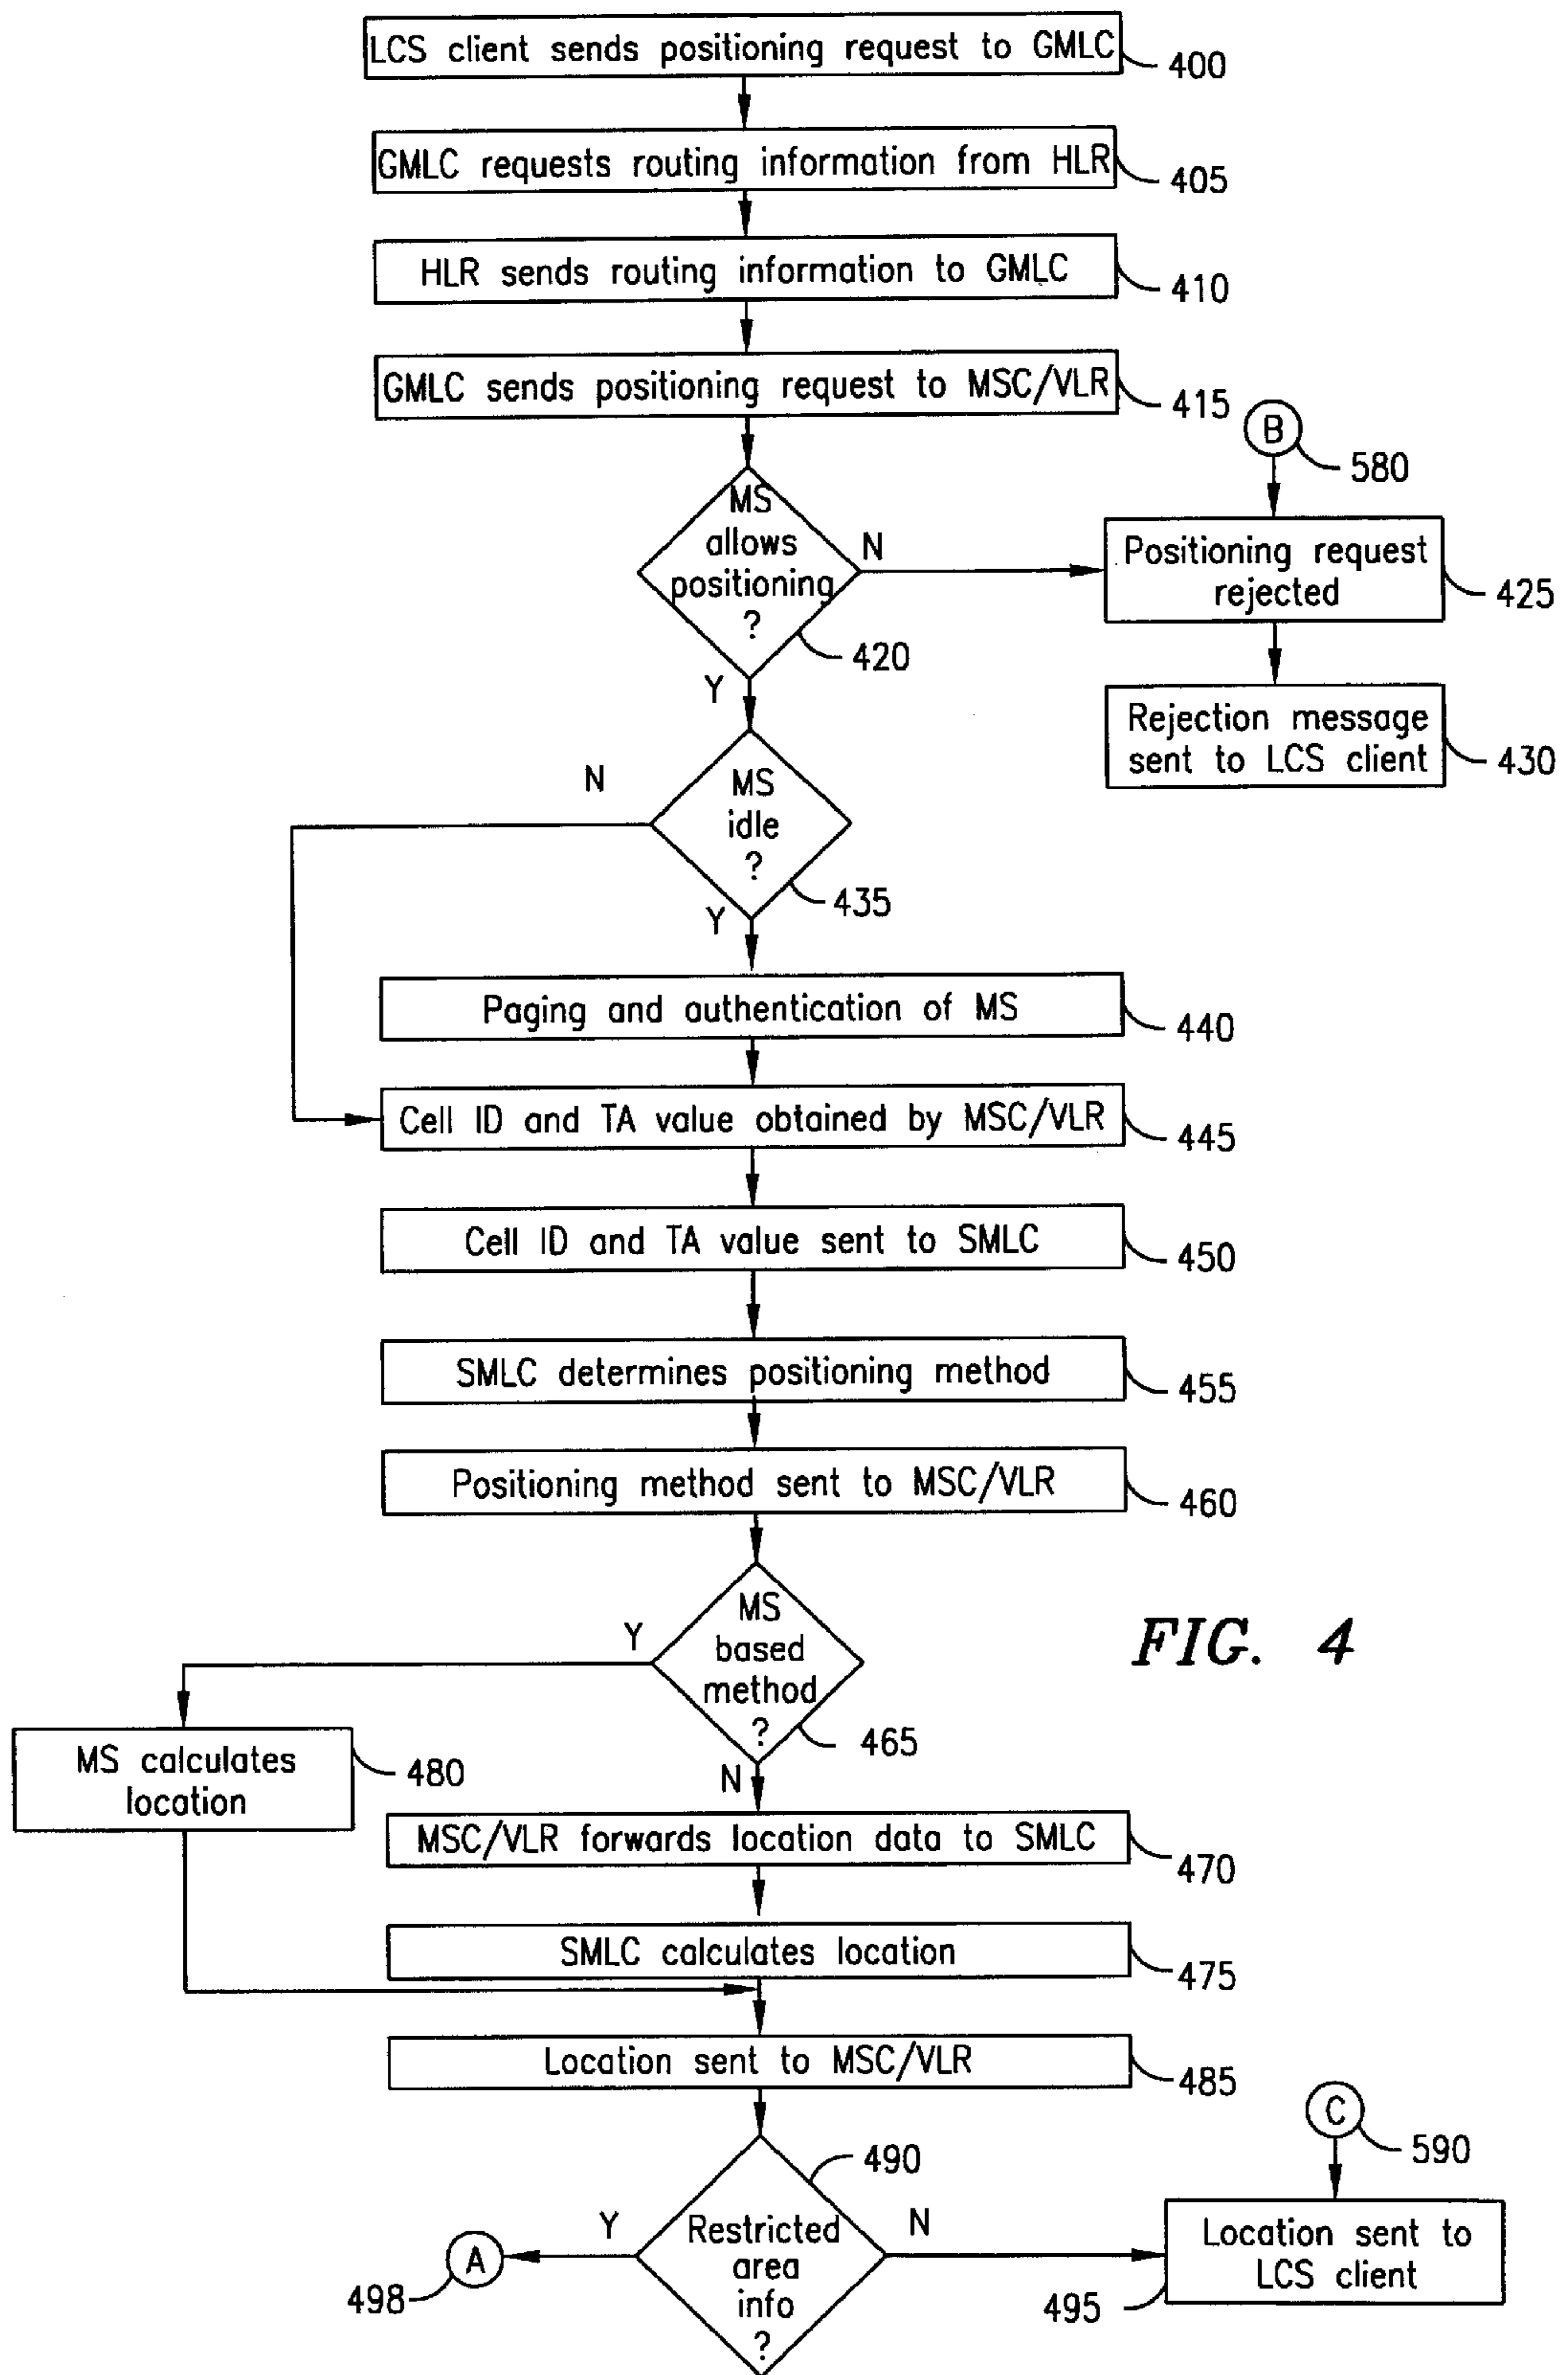 LCS client sends positioning request to GMLC
400
GMLC requests routing information from HLR
405
HLR sends routing information to GMLC
410
GMLC sends positioning request to MSC/VLR
415
B
580
MS
allows
positioning
?
420
N
Y
Positioning request
rejected
425
Rejection message
sent to LCS client
430
MS
idle
?
435
N
Y
Paging and authentication of MS
440
Cell ID and TA value obtained by MSC/VLR
445
Cell ID and TA value sent to SMLC
450
SMLC determines positioning method
455
Positioning method sent to MSC/VLR
460
MS
based
method
?
465
Y
N
FIG. 4
MS calculates
location
480
MSC/VLR forwards location data to SMLC
470
SMLC calculates location
475
Location sent to MSC/VLR
485
C
590
490
Restricted
area
info
?
Y
N
A
498
Location sent to
LCS client
495